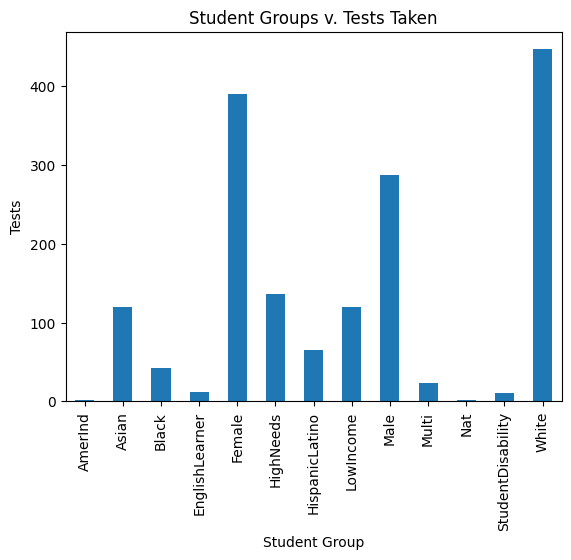 Student Groups v. Tests Taken
Tests
400
300
200
100
0
AmerInd
Asian
Black
EnglishLearner
Female
HighNeeds
HispanicLatino
LowIncome
Male
Multi
Nat
StudentDisability
White
Student Group